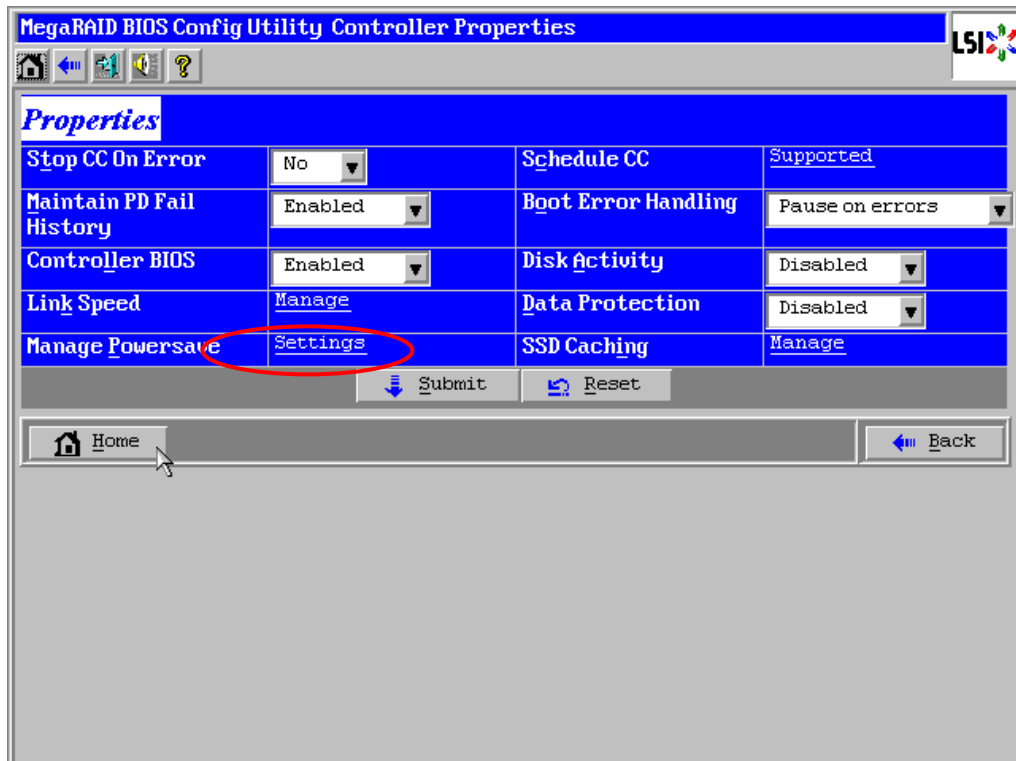 MegaRAID BIOS Config Utility Controller Properties
LSI
Properties
Stop CC On Error No Schedule CC Supported
Maintain PD Fail History Enabled Boot Error Handling Pause on errors
Controller BIOS Enabled Disk Activity Disabled
Link Speed Manage Data Protection Disabled
Manage Powersave Settings SSD Caching Manage
Submit Reset
Home Back